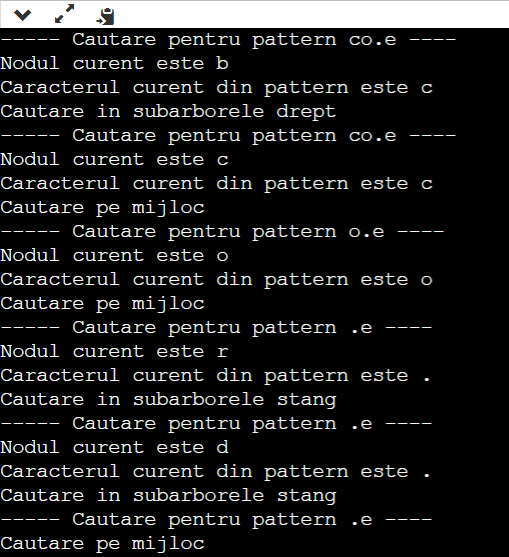 ----- Cautare pentru pattern co.e ----
Nodul curent este b
Caracterul curent din pattern este c
Cautare in subarborele drept
----- Cautare pentru pattern co.e ----
Nodul curent este c
Caracterul curent din pattern este c
Cautare pe mijloc
----- Cautare pentru pattern o.e ----
Nodul curent este o
Caracterul curent din pattern este o
Cautare pe mijloc
----- Cautare pentru pattern .e ----
Nodul curent este r
Caracterul curent din pattern este .
Cautare in subarborele stang
----- Cautare pentru pattern .e ----
Nodul curent este d
Caracterul curent din pattern este .
Cautare in subarborele stang
----- Cautare pentru pattern .e ----
Cautare pe mijloc